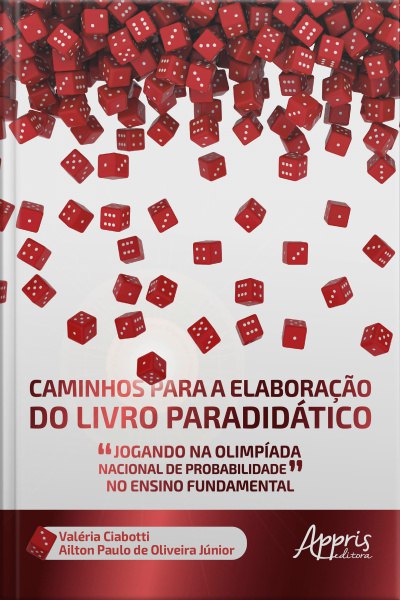 CAMINHOS PARA A ELABORAÇÃO
DO LIVRO PARADIDÁTICO
“JOGANDO NA OLIMPÍADA
NACIONAL DE PROBABILIDADE”
NO ENSINO FUNDAMENTAL
Valéria Ciabotti
Ailton Paulo de Oliveira Júnior
Appris
editora